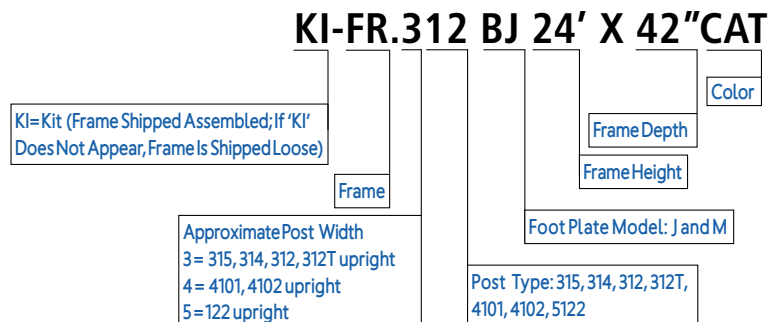 KI-FR.312 BJ 24′ X 42″CAT
Color
KI=Kit (Frame Shipped Assembled; If ‘KI’
Does Not Appear, Frame Is Shipped Loose)
Frame Depth
Frame Height
Frame
Approximate Post Width
3 = 315, 314, 312, 312T upright
4 = 4101, 4102 upright
5 = 122 upright
Foot Plate Model: J and M
Post Type: 315, 314, 312, 312T,
4101, 4102, 5122